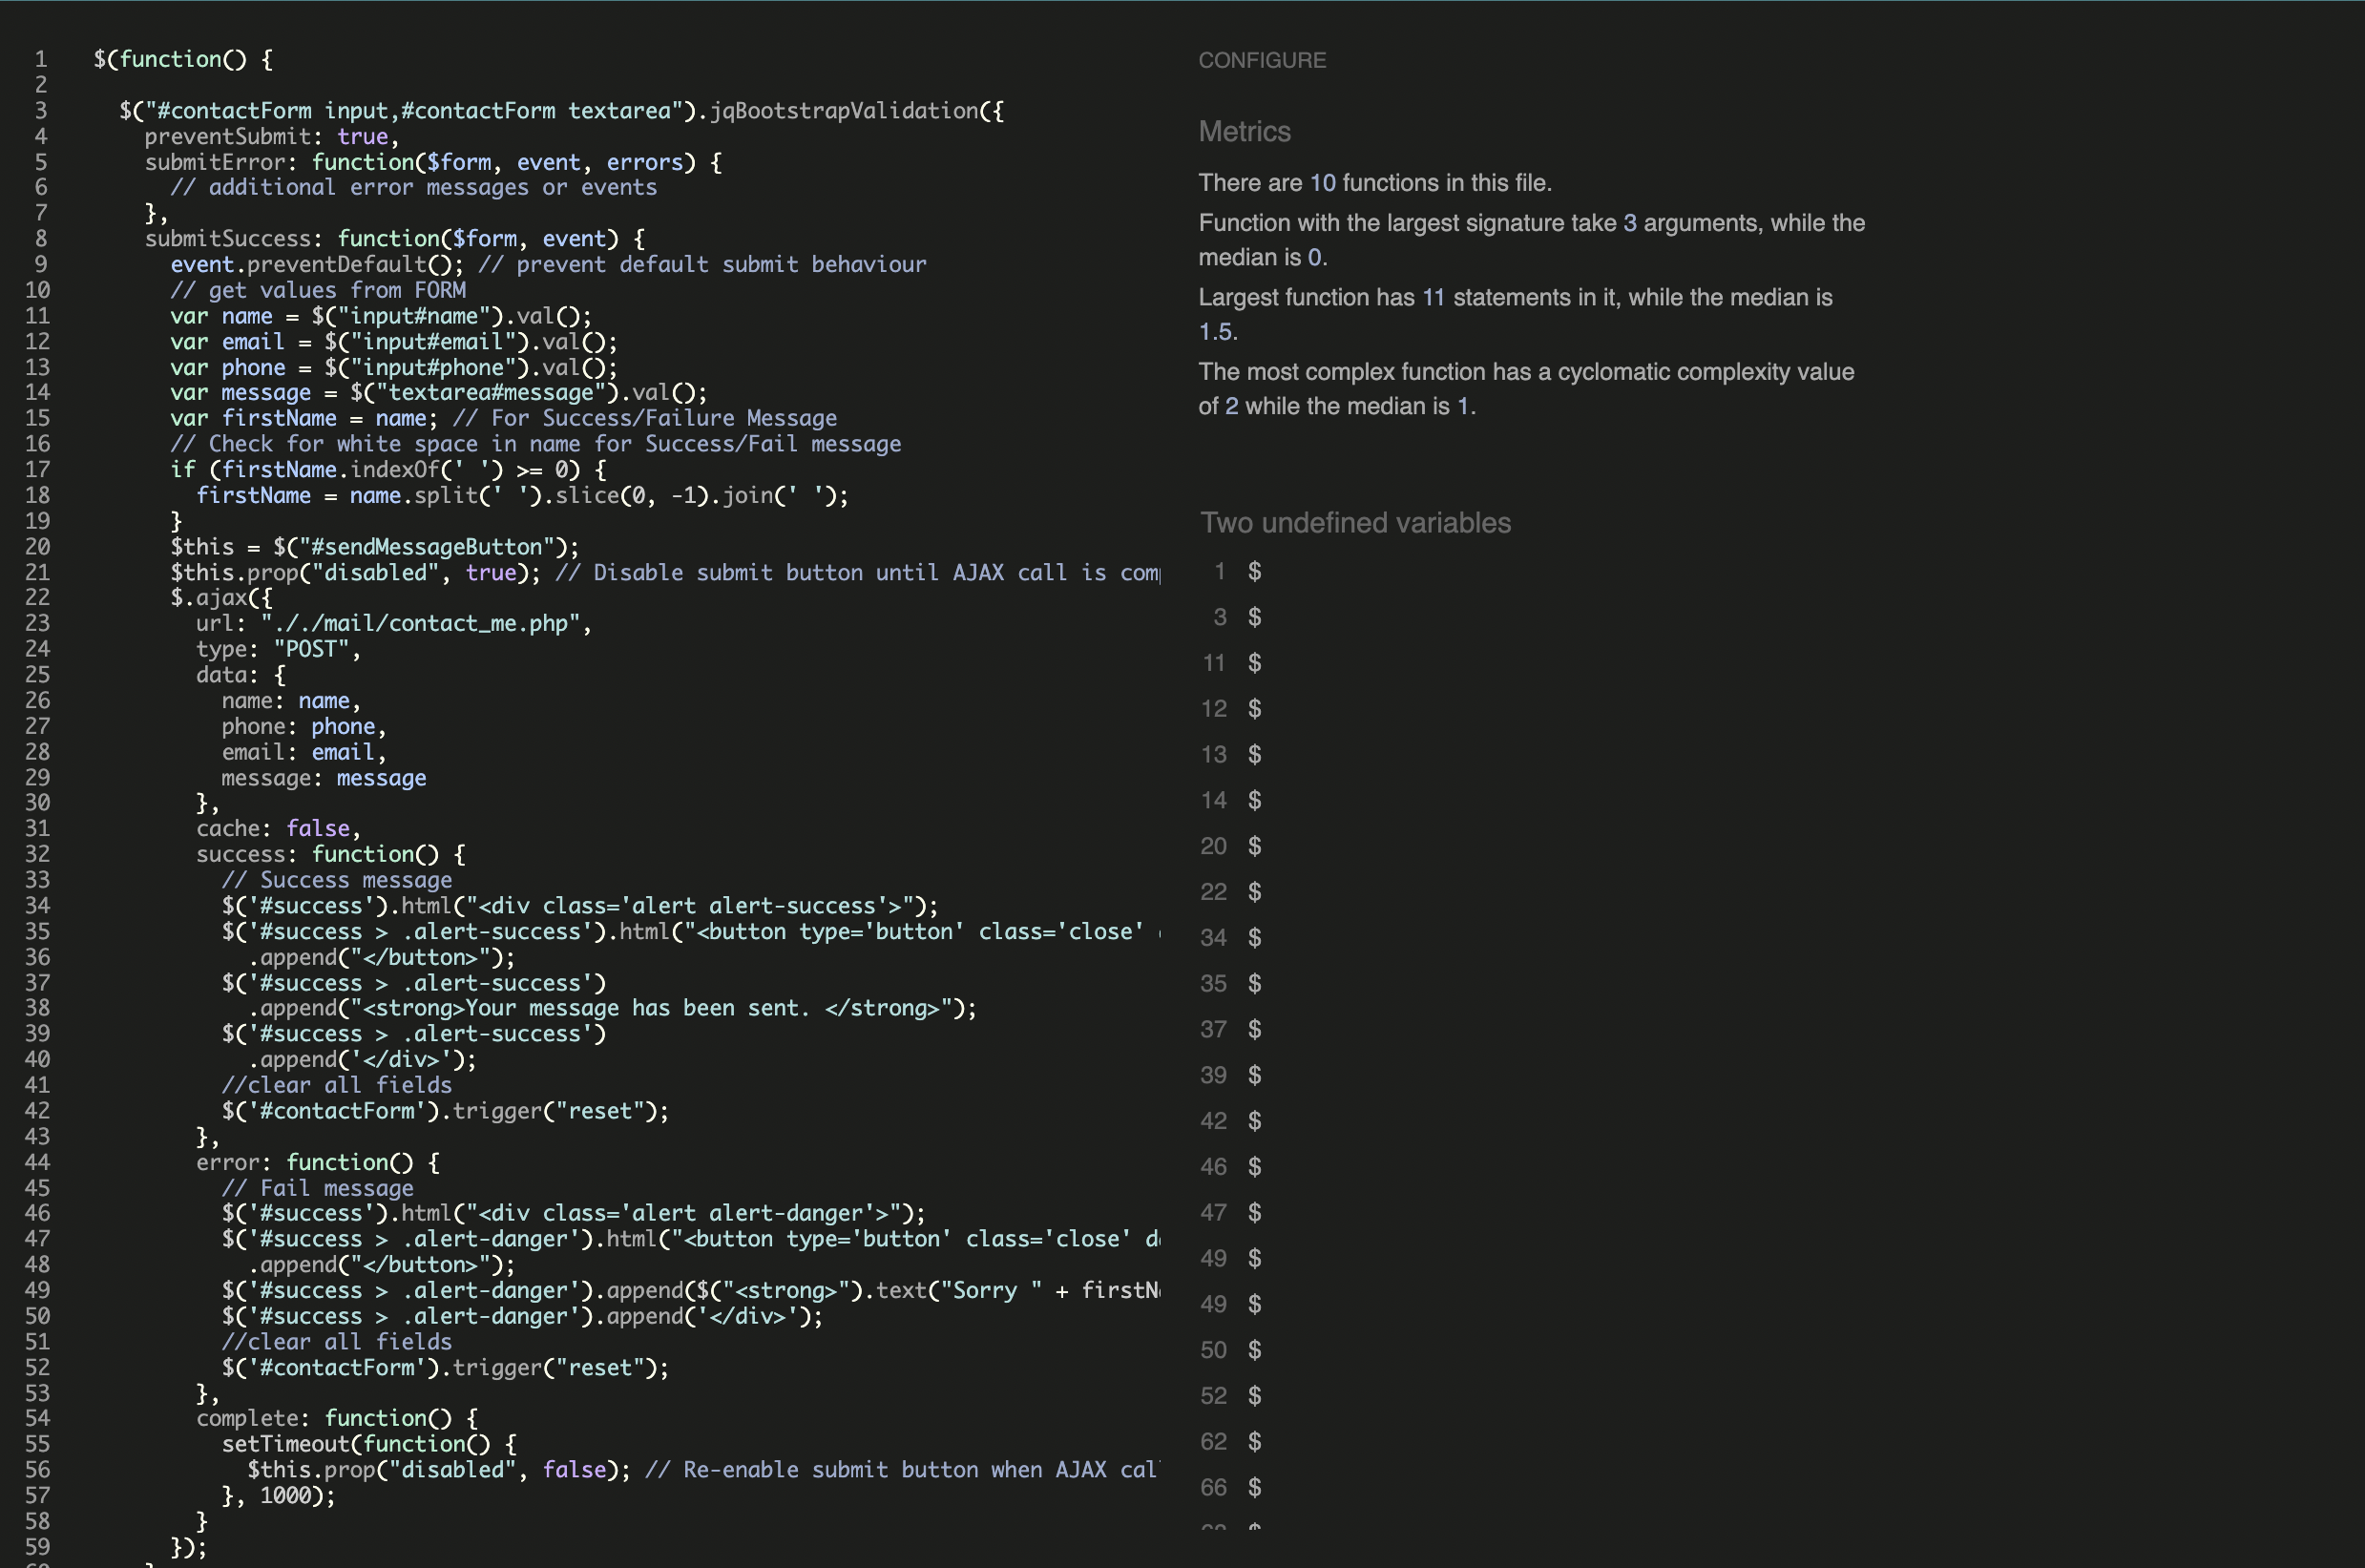 1 $(function() {
2
3 $("#contactForm input,#contactForm textarea").jqBootstrapValidation({
4 preventSubmit: true,
5 submitError: function($form, event, errors) {
6 // additional error messages or events
7 },
8 submitSuccess: function($form, event) {
9 event.preventDefault(); // prevent default submit behaviour
10 // get values from FORM
11 var name = $("input#name").val();
12 var email = $("input#email").val();
13 var phone = $("input#phone").val();
14 var message = $("textarea#message").val();
15 var firstName = name; // For Success/Failure Message
16 // Check for white space in name for Success/Fail message
17 if (firstName.indexOf(' ') >= 0) {
18 firstName = name.split(' ').slice(0, -1).join(' ');
19 }
20 $this = $("#sendMessageButton");
21 $this.prop("disabled", true); // Disable submit button until AJAX call is
22 $.ajax({
23 url: "././mail/contact_me.php",
24 type: "POST",
25 data: {
26 name: name,
27 phone: phone,
28 email: email,
29 message: message
30 },
31 cache: false,
32 success: function() {
33 // Success message
34 $('#success').html("<div class='alert alert-success'>");
35 $('#success > .alert-success').html("<button type='button' class='close'
36 .append("</button>");
37 $('#success > .alert-success')
38 .append("<strong>Your message has been sent. </strong>");
39 $('#success > .alert-success')
40 .append('</div>');
41 //clear all fields
42 $('#contactForm').trigger("reset");
43 },
44 error: function() {
45 // Fail message
46 $('#success').html("<div class='alert alert-danger'>");
47 $('#success > .alert-danger').html("<button type='button' class='close'
48 .append("</button>");
49 $('#success > .alert-danger').append($("<strong>").text("Sorry " +
50 $('#success > .alert-danger').append('</div>');
51 //clear all fields
52 $('#contactForm').trigger("reset");
53 },
54 complete: function() {
55 setTimeout(function() {
56 $this.prop("disabled", false); // Re-enable submit button when AJAX
57 }, 1000);
58 }
59 });
CONFIGURE
Metrics
There are 10 functions in this file.
Function with the largest signature take 3 arguments, while the
median is 0.
Largest function has 11 statements in it, while the median is
1.5.
The most complex function has a cyclomatic complexity value
of 2 while the median is 1.
Two undefined variables
1 $
3 $
11 $
12 $
13 $
14 $
20 $
22 $
34 $
35 $
37 $
39 $
42 $
46 $
47 $
49 $
49 $
50 $
52 $
62 $
66 $